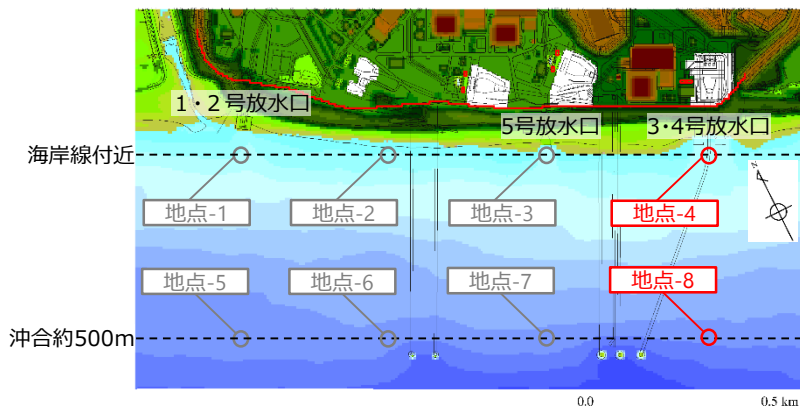 1・2号放水口
5号放水口
3・4号放水口
海岸線付近
地点-1
地点-2
地点-3
地点-4
N
地点-5
地点-6
地点-7
地点-8
沖合約500m
0.0
0.5 km